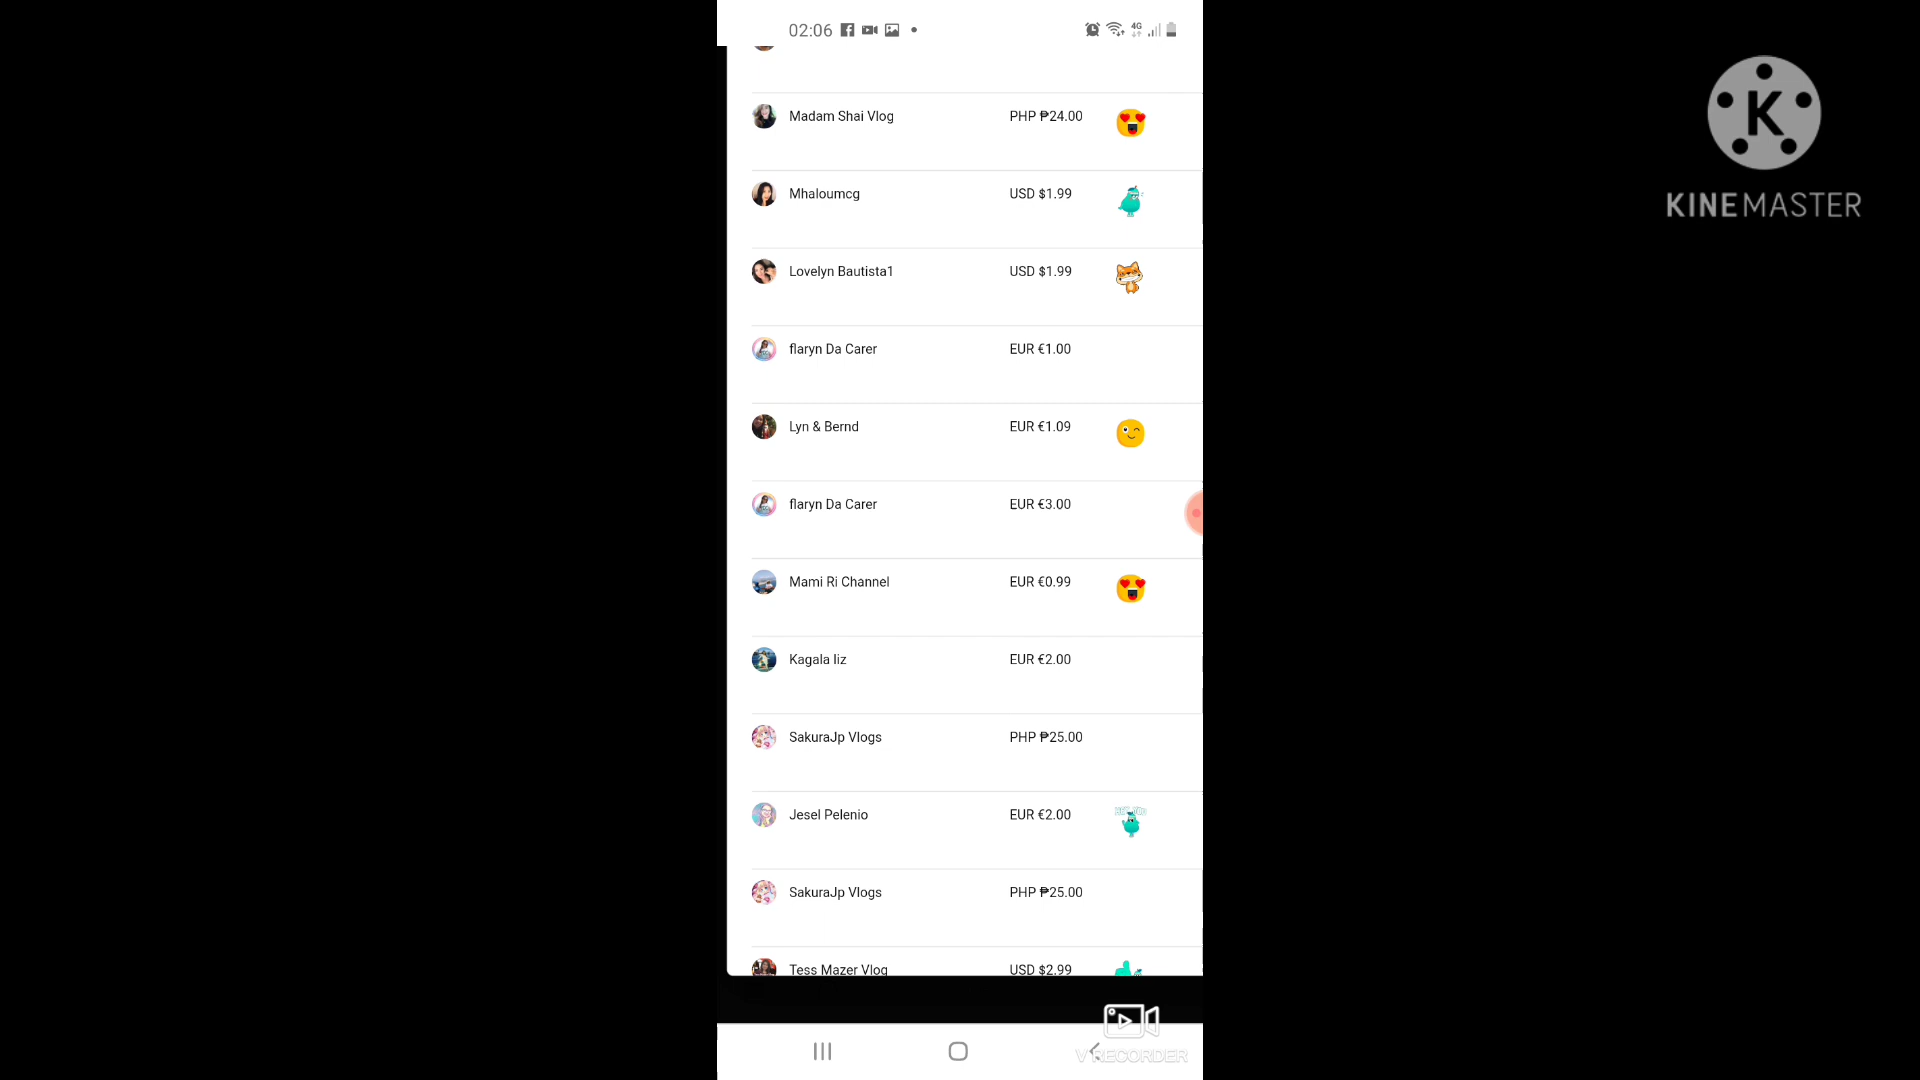 02:06
4G
K
KINEMASTER
Madam Shai Vlog PHP ₱24.00
Mhaloumcg USD $1.99
Lovelyn Bautista1 USD $1.99
flaryn Da Carer EUR €1.00
Lyn & Bernd EUR €1.09
flaryn Da Carer EUR €3.00
Mami Ri Channel EUR €0.99
Kagala liz EUR €2.00
SakuraJp Vlogs PHP ₱25.00
Jesel Pelenio EUR €2.00
SakuraJp Vlogs PHP ₱25.00
Tess Mazer Vlog USD $2.99
V RECORDER